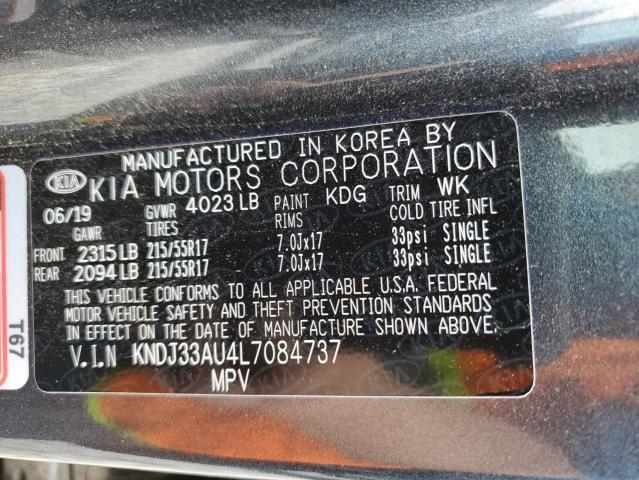 MANUFACTURED IN KOREA BY
KIA KIA MOTORS CORPORATION
06/19 GVWR 4023 LB PAINT KDG TRIM WK
GAWR TIRES RIMS COLD TIRE INFL
FRONT 2315 LB 215/55R17 7.0Jx17 33psi SINGLE
REAR 2094 LB 215/55R17 7.0Jx17 33psi SINGLE
THIS VEHICLE CONFORMS TO ALL APPLICABLE U.S.A. FEDERAL
MOTOR VEHICLE SAFETY AND THEFT PREVENTION STANDARDS
IN EFFECT ON THE DATE OF MANUFACTURE SHOWN ABOVE.
V.I.N KNDJ33AU4L7084737
MPV
T67